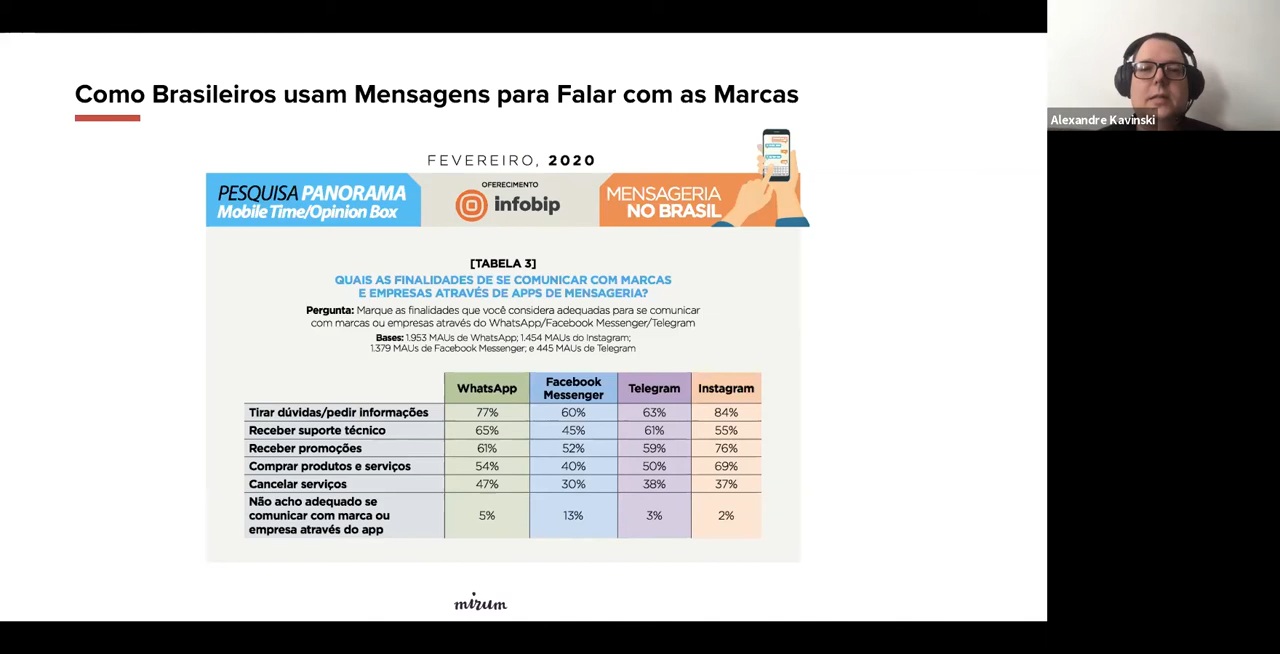 Como Brasileiros usam Mensagens para Falar com as Marcas
Alexandre Kavinski
FEVEREIRO, 2020
PESQUISA PANORAMA
Mobile Time/Opinion Box
OFERECIMENTO
infobip
MENSAGERIA
NO BRASIL
[TABELA 3]
QUAIS AS FINALIDADES DE SE COMUNICAR COM MARCAS
E EMPRESAS ATRAVÉS DE APPS DE MENSAGERIA?
Pergunta: Marque as finalidades que você considera adequadas para se comunicar
com marcas ou empresas através do WhatsApp/Facebook Messenger/Telegram
Bases: 1.953 MAUs de WhatsApp; 1.454 MAUs do Instagram;
1.379 MAUs de Facebook Messenger; e 445 MAUs de Telegram
WhatsApp Facebook Messenger Telegram Instagram
Tirar dúvidas/pedir informações 77% 60% 63% 84%
Receber suporte técnico 65% 45% 61% 55%
Receber promoções 61% 52% 59% 76%
Comprar produtos e serviços 54% 40% 50% 69%
Cancelar serviços 47% 30% 38% 37%
Não acho adequado se
comunicar com marca ou
empresa através do app 5% 13% 3% 2%
mirum